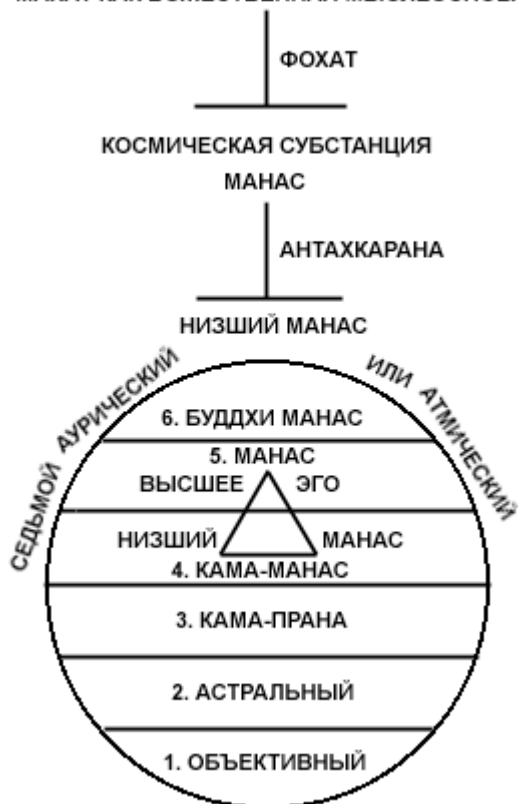 ФОХАТ
КОСМИЧЕСКАЯ СУБСТАНЦИЯ
МАНАС
АНТАХКАРАНА
НИЗШИЙ МАНАС
СЕДЬМОЙ АУРИЧЕСКИЙ
ИЛИ АТМИЧЕСКИЙ
6. БУДДХИ МАНАС
5. МАНАС
ВЫСШЕЕ ЭГО
НИЗШИЙ МАНАС
4. КАМА-МАНАС
3. КАМА-ПРАНА
2. АСТРАЛЬНЫЙ
1. ОБЪЕКТИВНЫЙ